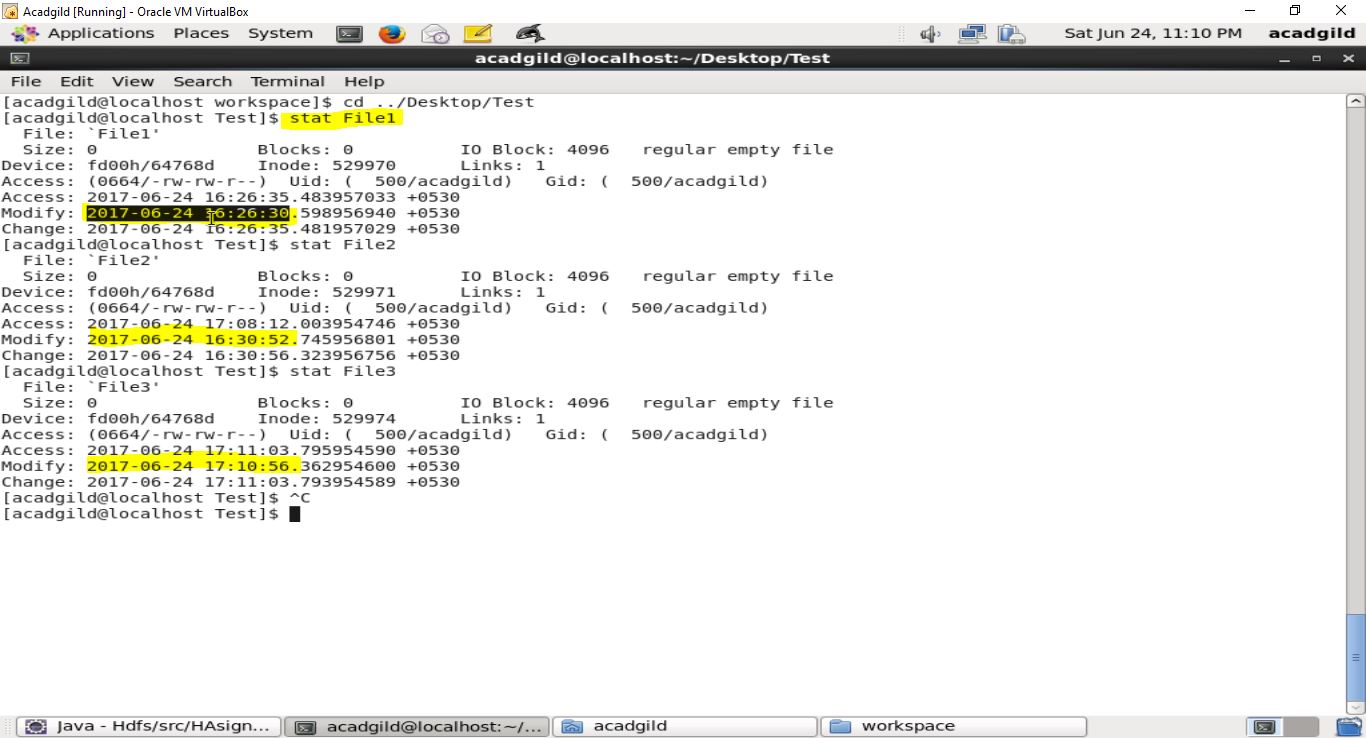 Acadgild [Running] - Oracle VM VirtualBox
Applications Places System Sat Jun 24, 11:10 PM acadgild
acadgild@localhost:~/Desktop/Test
File Edit View Search Terminal Help
[acadgild@localhost workspace]$ cd ../Desktop/Test
[acadgild@localhost Test]$ stat File1
  File: `File1'
  Size: 0               Blocks: 0          IO Block: 4096   regular empty file
Device: fd00h/64768d    Inode: 529970      Links: 1
Access: (0664/-rw-rw-r--)  Uid: (  500/acadgild)   Gid: (  500/acadgild)
Access: 2017-06-24 16:26:35.483957033 +0530
Modify: 2017-06-24 16:26:30.598956940 +0530
Change: 2017-06-24 16:26:35.481957029 +0530
[acadgild@localhost Test]$ stat File2
  File: `File2'
  Size: 0               Blocks: 0          IO Block: 4096   regular empty file
Device: fd00h/64768d    Inode: 529971      Links: 1
Access: (0664/-rw-rw-r--)  Uid: (  500/acadgild)   Gid: (  500/acadgild)
Access: 2017-06-24 17:08:12.003954746 +0530
Modify: 2017-06-24 16:30:52.745956801 +0530
Change: 2017-06-24 16:30:56.323956756 +0530
[acadgild@localhost Test]$ stat File3
  File: `File3'
  Size: 0               Blocks: 0          IO Block: 4096   regular empty file
Device: fd00h/64768d    Inode: 529974      Links: 1
Access: (0664/-rw-rw-r--)  Uid: (  500/acadgild)   Gid: (  500/acadgild)
Access: 2017-06-24 17:11:03.795954590 +0530
Modify: 2017-06-24 17:10:56.362954600 +0530
Change: 2017-06-24 17:11:03.793954589 +0530
[acadgild@localhost Test]$ ^C
[acadgild@localhost Test]$
Java - Hdfs/src/HAsign... acadgild@localhost:~/... acadgild workspace